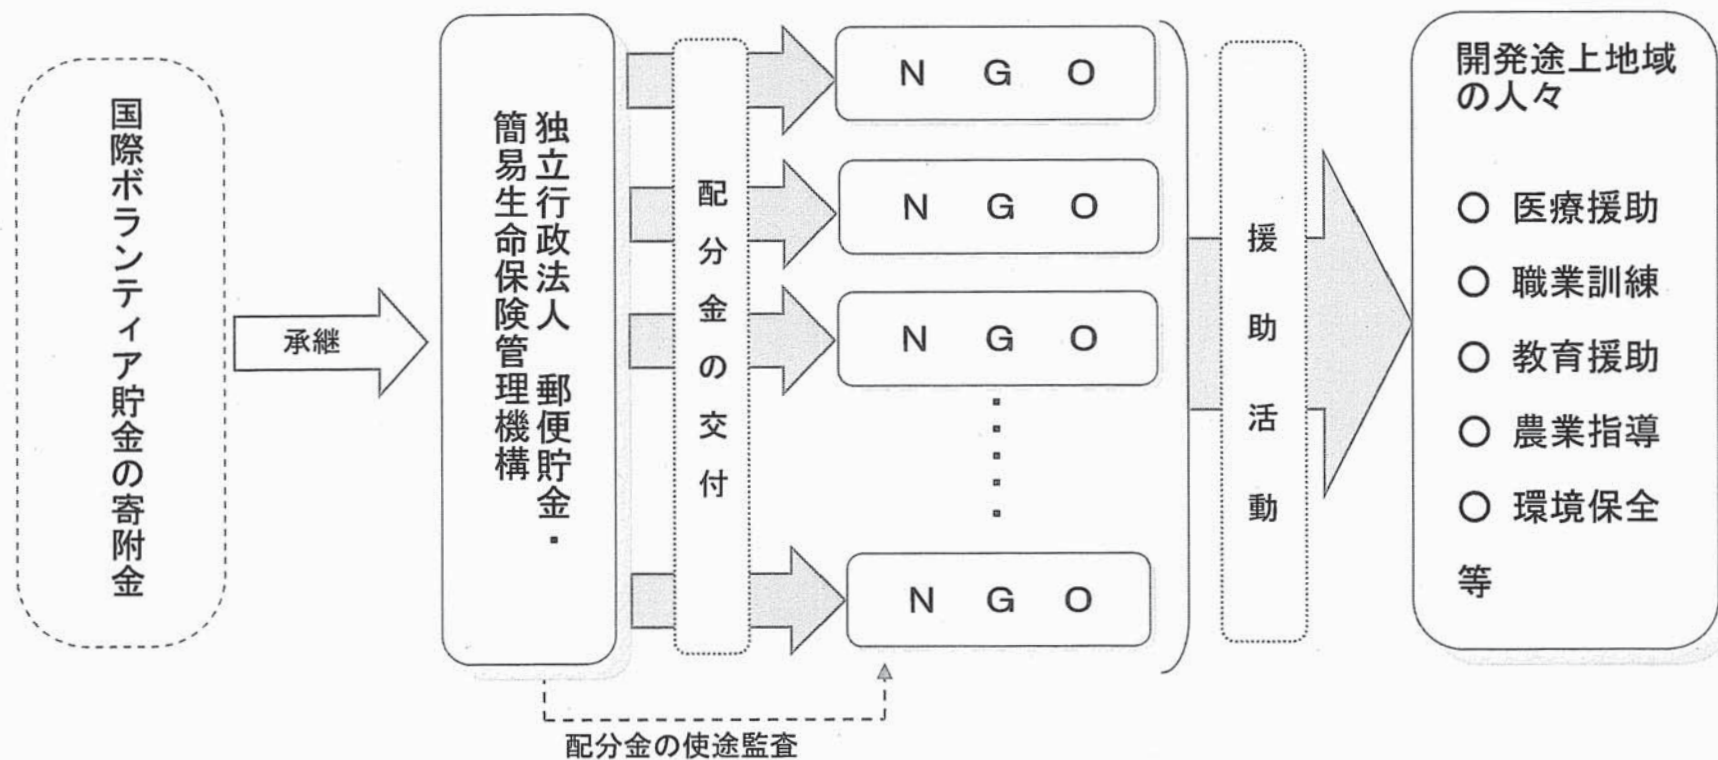 国際ボランティア貯金の寄附金
承継
独立行政法人　郵便貯金・
簡易生命保険管理機構
配分金の交付
ＮＧＯ
ＮＧＯ
ＮＧＯ
ＮＧＯ
配分金の使途監査
援助活動
開発途上地域
の人々
○ 医療援助
○ 職業訓練
○ 教育援助
○ 農業指導
○ 環境保全
等